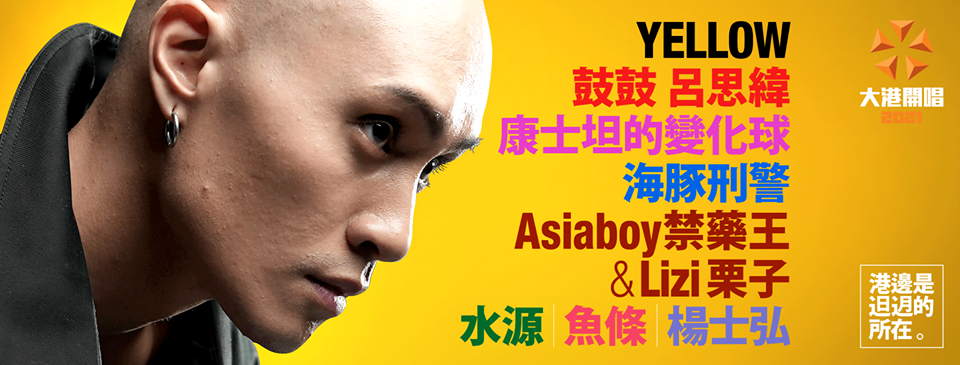 YELLOW
鼓鼓 呂思緯
康士坦的變化球
海豚刑警
Asiaboy禁藥王
&Lizi 栗子
水源|魚條|楊士弘
大港開唱
2021
港邊是
𨑨迌的
所在。